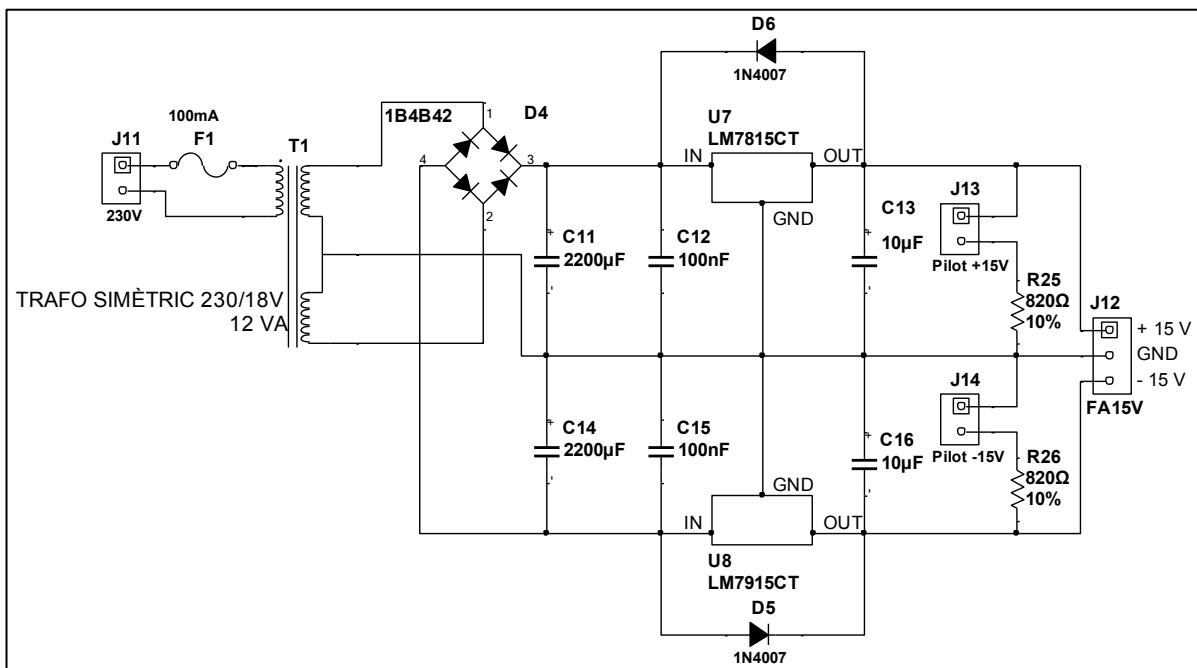 D6
1N4007
100mA
F1
J11
230V
T1
TRAFO SIMÈTRIC 230/18V
12 VA
1B4B42
D4
1
2
3
4
U7
LM7815CT
IN
OUT
GND
C11
2200µF
C12
100nF
C13
10µF
J13
Pilot +15V
R25
820Ω
10%
J12
+ 15 V
GND
- 15 V
FA15V
C14
2200µF
C15
100nF
C16
10µF
J14
Pilot -15V
R26
820Ω
10%
GND
IN
OUT
U8
LM7915CT
D5
1N4007